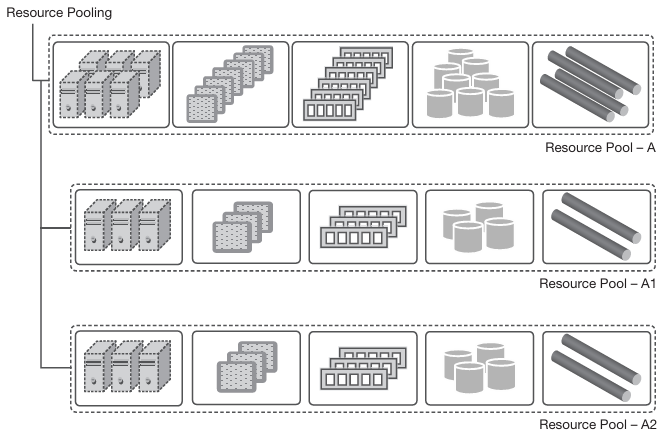 Resource Pooling
Resource Pool – A
Resource Pool – A1
Resource Pool – A2